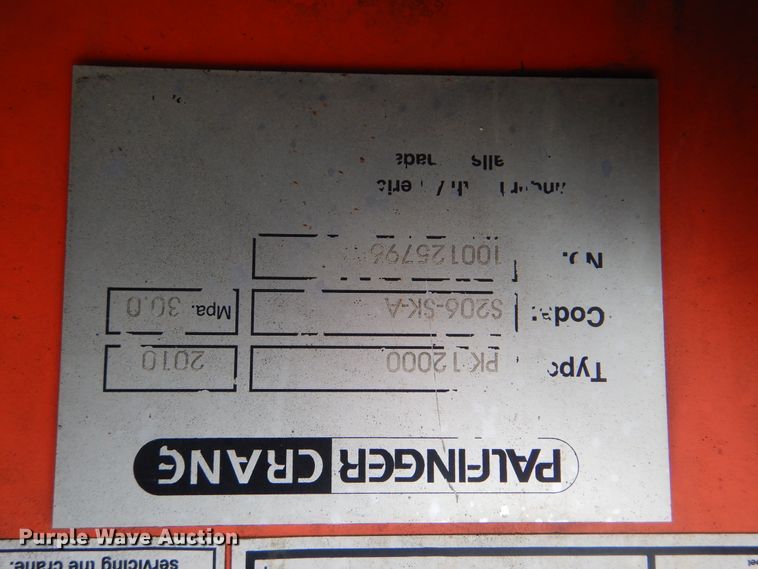 PALFINGER CRANE
Type PK 12000 2010
Code: S206-SK-A Mpa. 30.0
No. 100125796
servicing the crane.
Purple Wave Auction